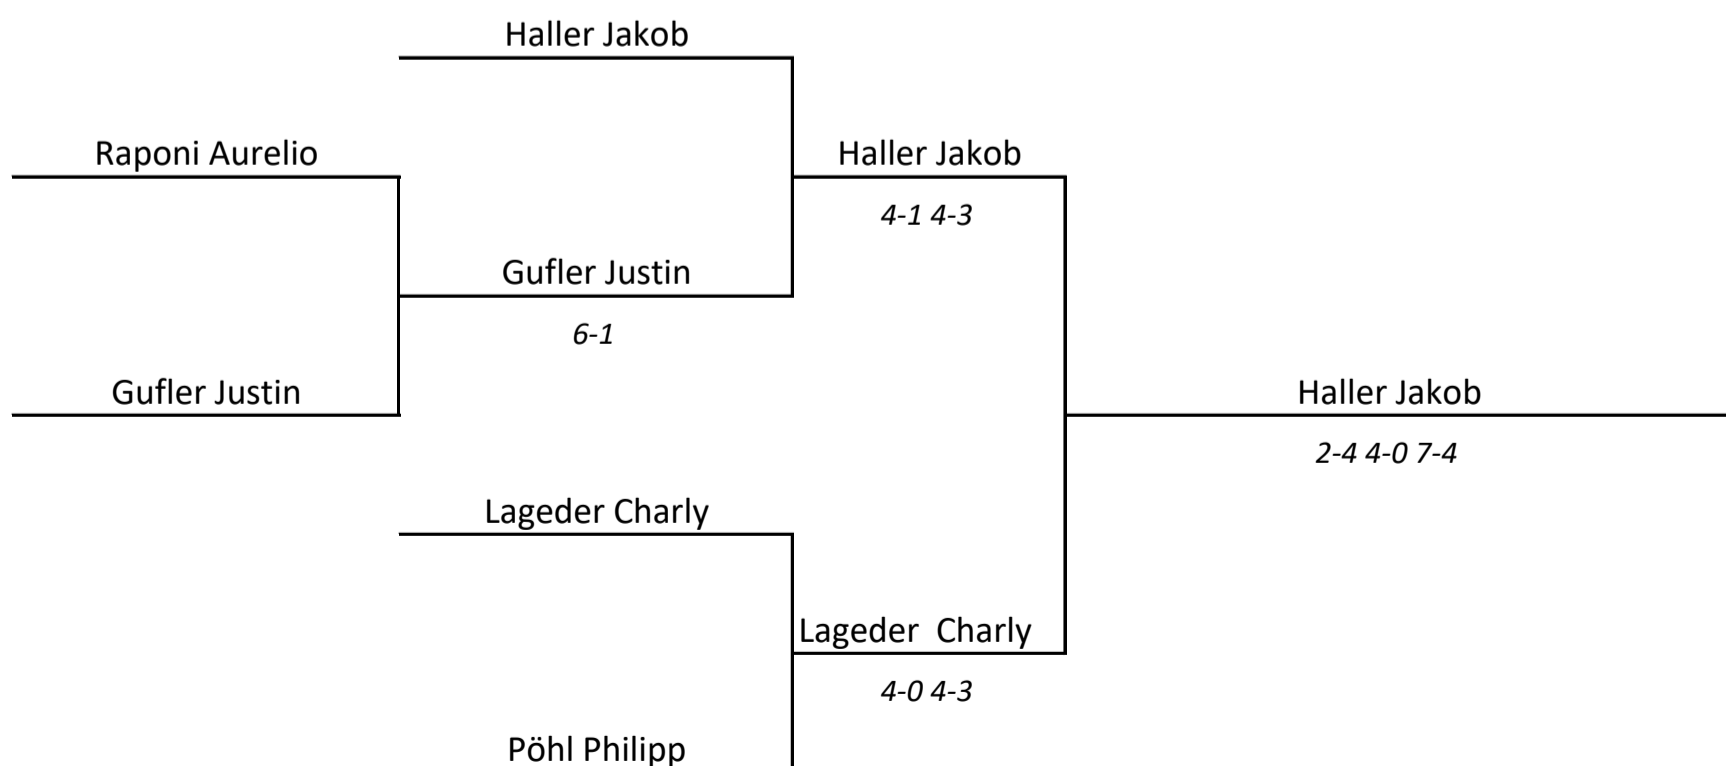 Haller Jakob
Raponi Aurelio
Haller Jakob
4-1 4-3
Gufler Justin
6-1
Gufler Justin
Haller Jakob
2-4 4-0 7-4
Lageder Charly
Lageder  Charly
4-0 4-3
Pöhl Philipp